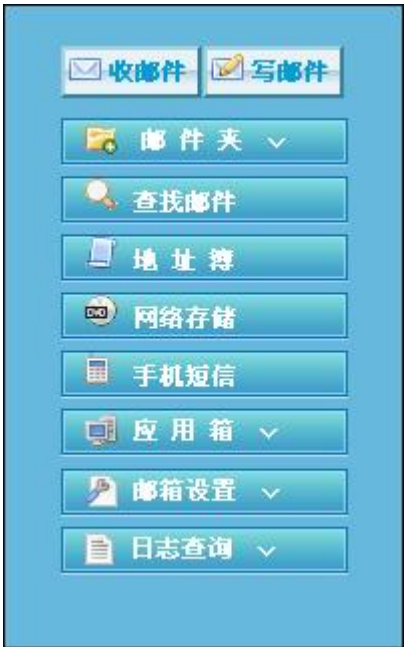 收邮件 写邮件
邮件夹
查找邮件
地址簿
DVD 网络存储
手机短信
应用箱
邮箱设置
日志查询